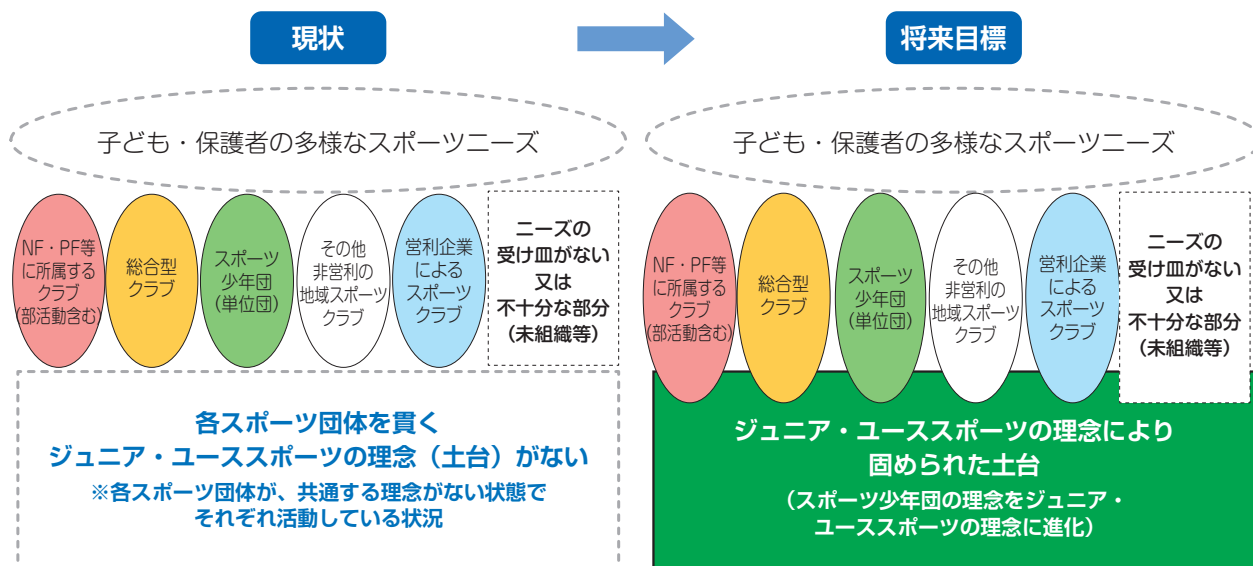 現状
将来目標
子ども・保護者の多様なスポーツニーズ
NF・PF等
に所属する
クラブ
(部活動含む)
総合型
クラブ
スポーツ
少年団
(単位団)
その他
非営利の
地域スポーツ
クラブ
営利企業
による
スポーツ
クラブ
ニーズの
受け皿がない
又は
不十分な部分
(未組織等)
各スポーツ団体を貫く
ジュニア・ユーススポーツの理念（土台）がない
※各スポーツ団体が、共通する理念がない状態で
それぞれ活動している状況
子ども・保護者の多様なスポーツニーズ
NF・PF等
に所属する
クラブ
(部活動含む)
総合型
クラブ
スポーツ
少年団
(単位団)
その他
非営利の
地域スポーツ
クラブ
営利企業
による
スポーツ
クラブ
ニーズの
受け皿がない
又は
不十分な部分
(未組織等)
ジュニア・ユーススポーツの理念により
固められた土台
（スポーツ少年団の理念をジュニア・
ユーススポーツの理念に進化）